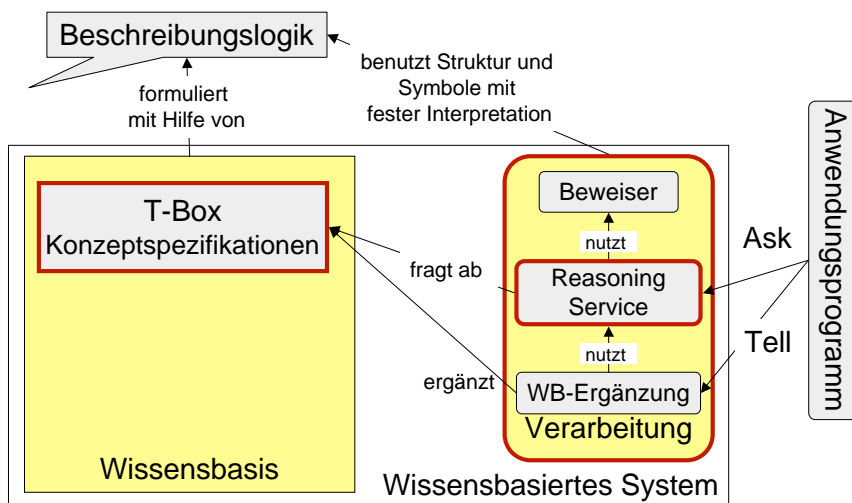 Beschreibungslogik
benutzt Struktur und
Symbole mit
fester Interpretation
formuliert
mit Hilfe von
Anwendungsprogramm
T-Box
Konzeptspezifikationen
Beweiser
nutzt
Ask
fragt ab
Reasoning
Service
nutzt
Tell
ergänzt
WB-Ergänzung
Verarbeitung
Wissensbasis
Wissensbasiertes System